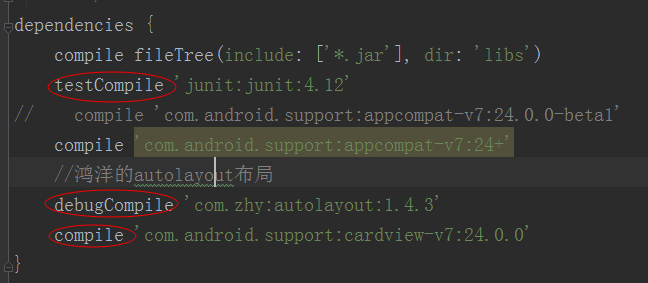 dependencies {
compile fileTree(include: ['*.jar'], dir: 'libs')
testCompile 'junit:junit:4.12'
// compile 'com.android.support:appcompat-v7:24.0.0-beta1'
compile 'com.android.support:appcompat-v7:24+'
//鸿洋的autolayout布局
debugCompile 'com.zhy:autolayout:1.4.3'
compile 'com.android.support:cardview-v7:24.0.0'
}